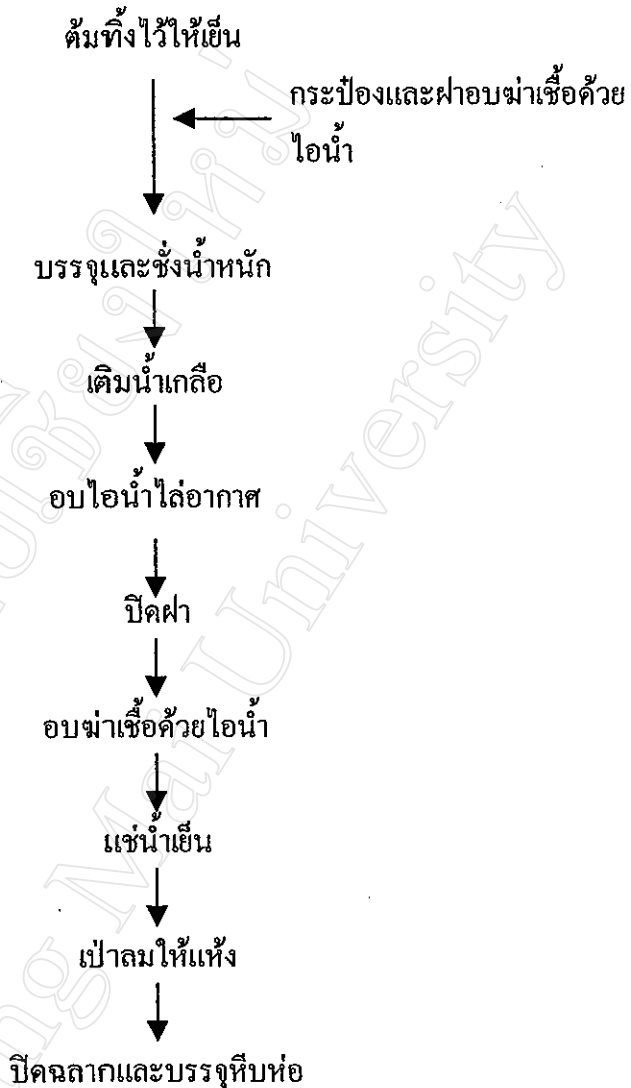 ต้มทิ้งไว้ให้เย็น
กระป๋องและฝาอบฆ่าเชื้อด้วย
ไอน้ำ
บรรจุและชั่งน้ำหนัก
เติมน้ำเกลือ
อบไอน้ำไล่อากาศ
ปิดฝา
อบฆ่าเชื้อด้วยไอน้ำ
แช่น้ำเย็น
เป่าลมให้แห้ง
ปิดฉลากและบรรจุหีบห่อ